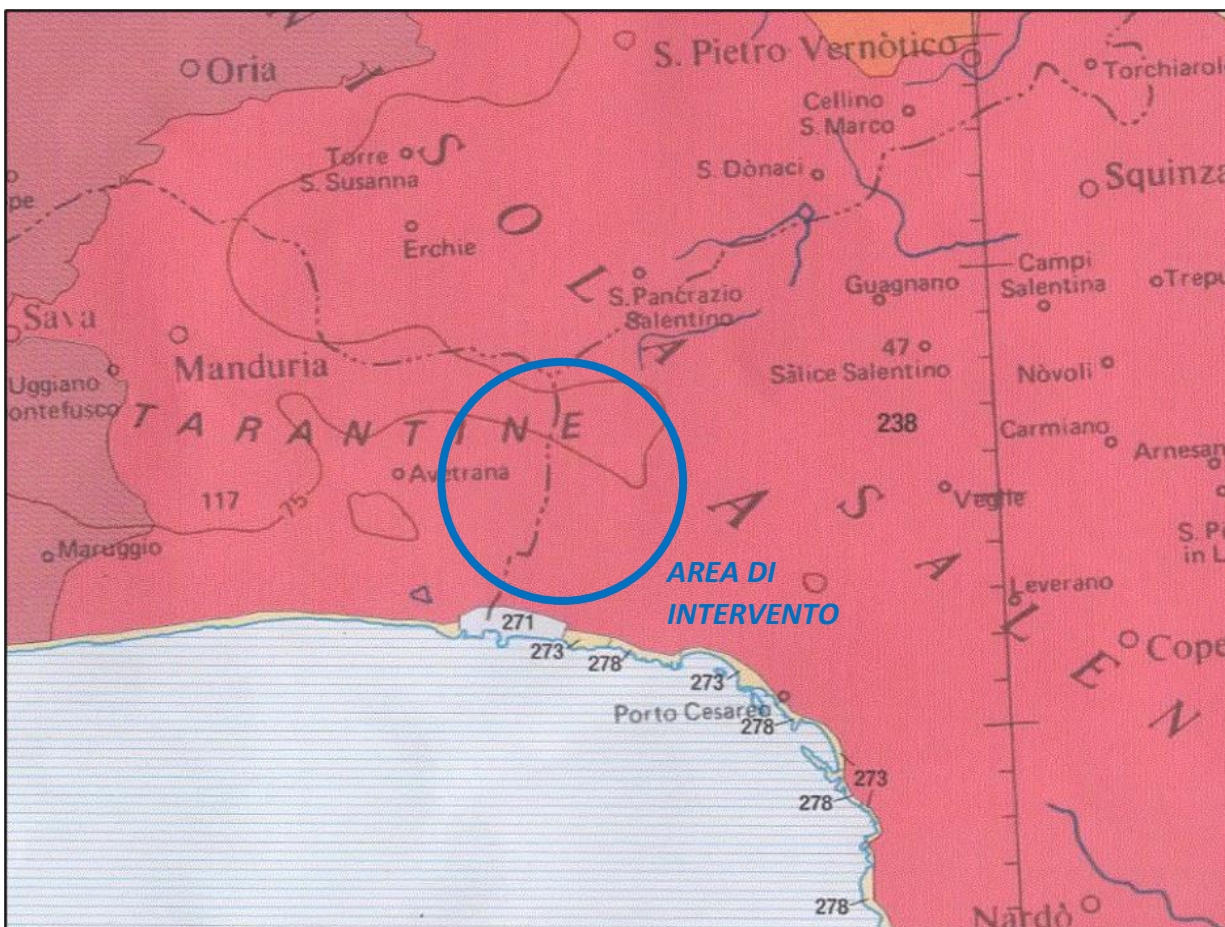 S. Pietro Vernòtico
Oria
Torchiarol
Cellino
S. Marco
Torre
S. Susanna
S. Dònaci
Squinza
pe
Erchie
S O L A
Campi
Salentina
S. Pancrazio
Salentino
Guagnano
Trepu
Sava
Manduria
47
Sàlice Salentino
Nòvoli
Uggiano
ontefusco
T A R A N T I N E
238
Carmiano
Arnesan
Avetrana
117
75
A S A L E N
Veglie
S. P
in L
Maruggio
AREA DI
INTERVENTO
Leverano
271
273
278
Cope
273
Porto Cesareo
278
273
278
278
Nardò